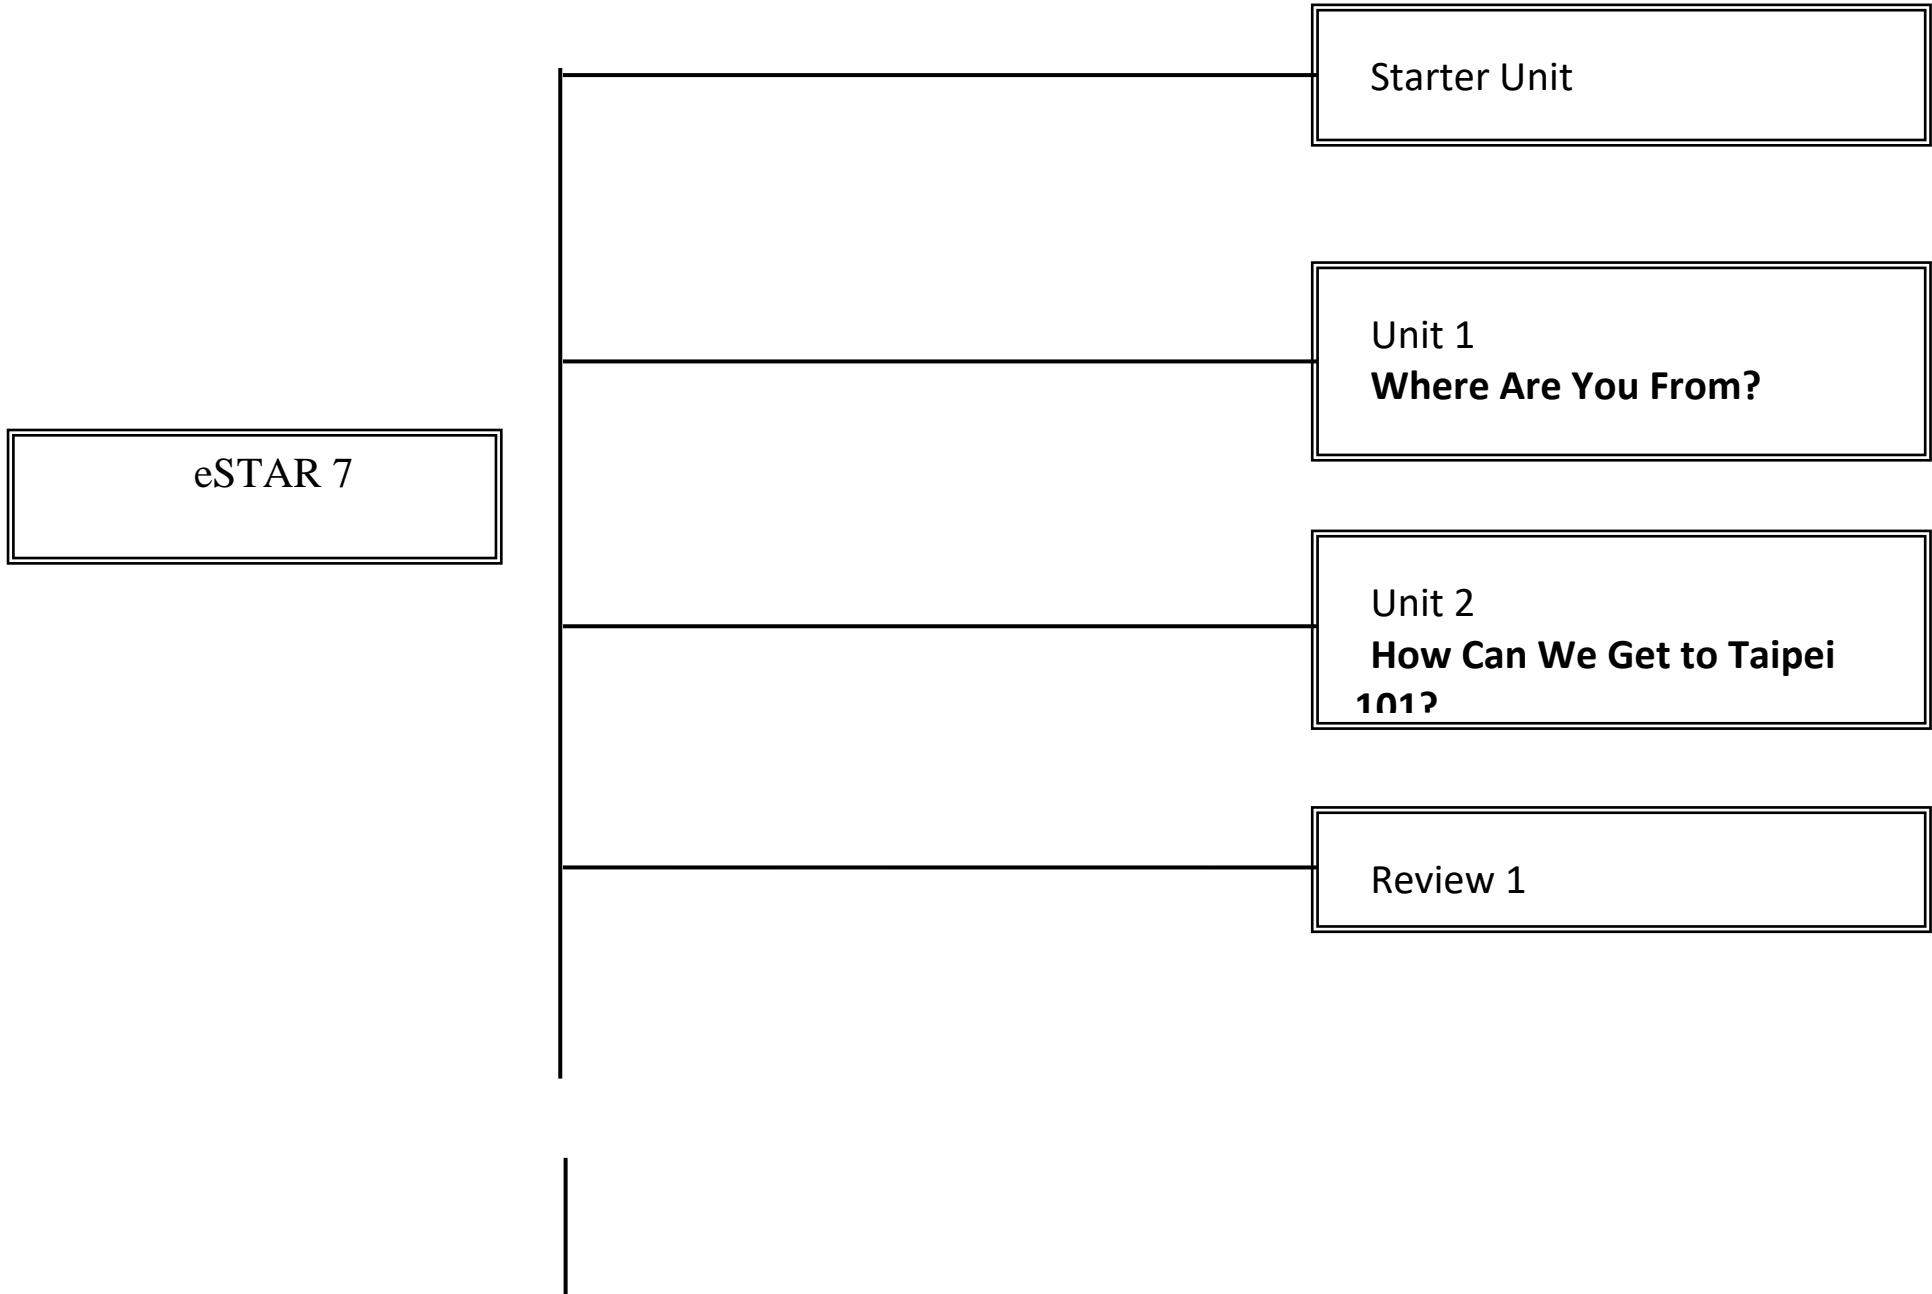 Starter Unit
Unit 1
Where Are You From?
eSTAR 7
Unit 2
How Can We Get to Taipei
101?
Review 1